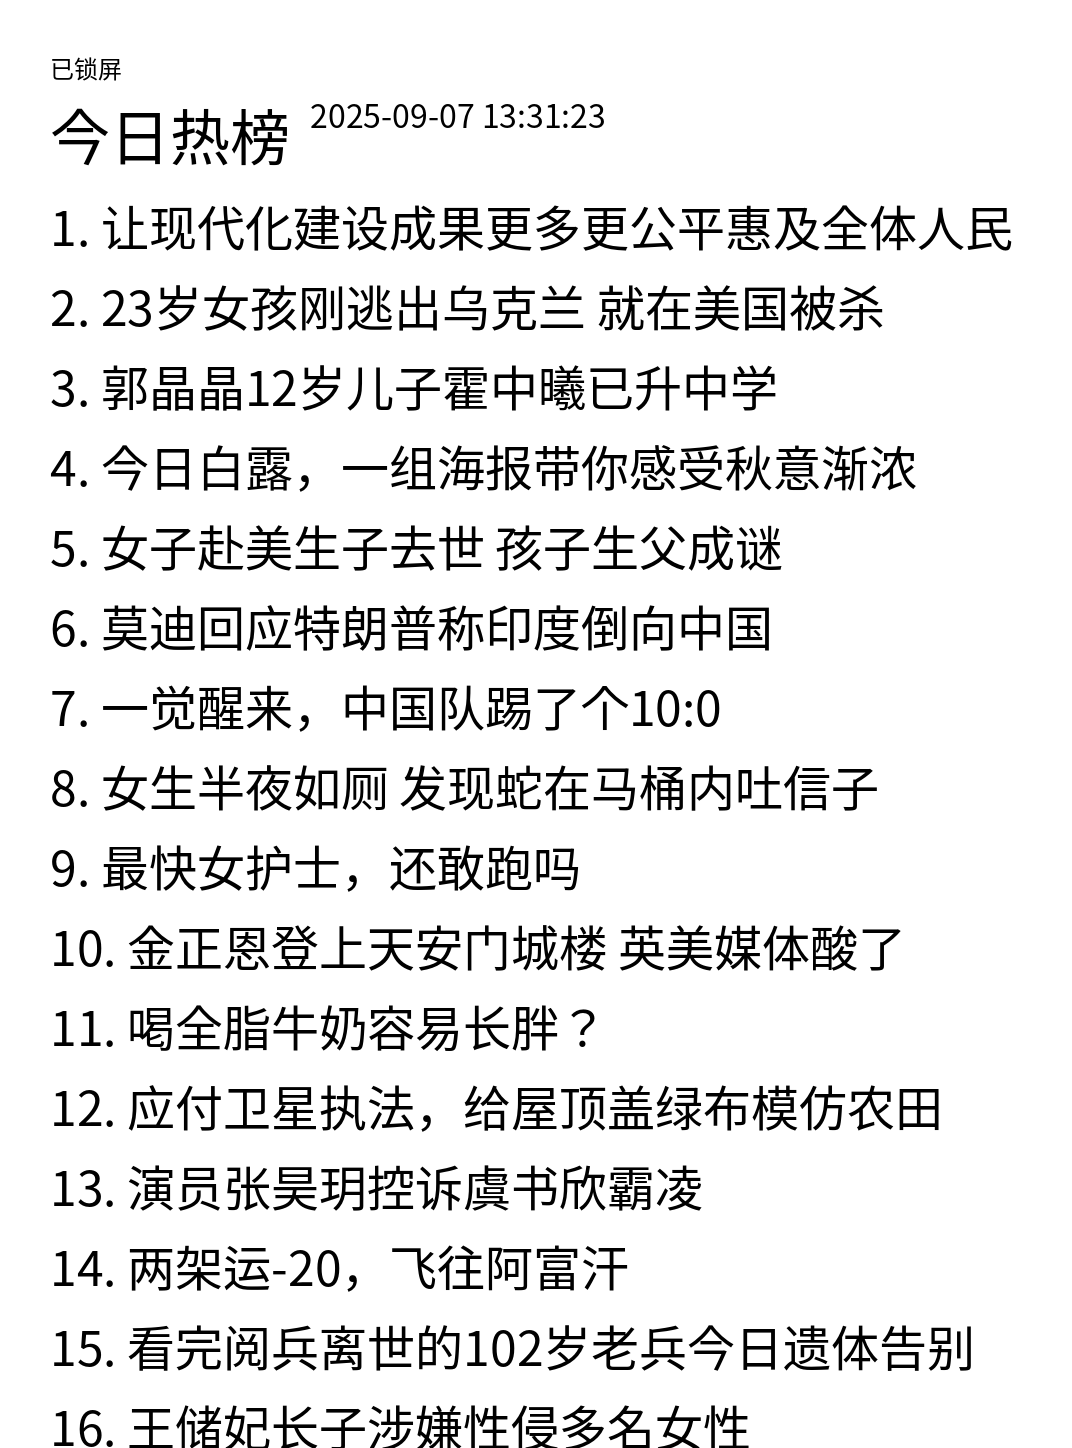 已锁屏
今日热榜 2025-09-07 13:31:23
1. 让现代化建设成果更多更公平惠及全体人民
2. 23岁女孩刚逃出乌克兰 就在美国被杀
3. 郭晶晶12岁儿子霍中曦已升中学
4. 今日白露，一组海报带你感受秋意渐浓
5. 女子赴美生子去世 孩子生父成谜
6. 莫迪回应特朗普称印度倒向中国
7. 一觉醒来，中国队踢了个10:0
8. 女生半夜如厕 发现蛇在马桶内吐信子
9. 最快女护士，还敢跑吗
10. 金正恩登上天安门城楼 英美媒体酸了
11. 喝全脂牛奶容易长胖？
12. 应付卫星执法，给屋顶盖绿布模仿农田
13. 演员张昊玥控诉虞书欣霸凌
14. 两架运-20，飞往阿富汗
15. 看完阅兵离世的102岁老兵今日遗体告别
16. 王储妃长子涉嫌性侵多名女性